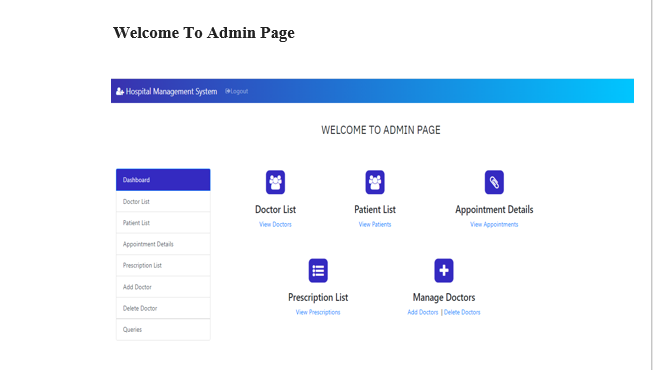 Welcome To Admin Page
Hospital Management System Logout
WELCOME TO ADMIN PAGE
Dashboard
Doctor List
Patient List
Appointment Details
Prescription List
Add Doctor
Delete Doctor
Queries
Doctor List
View Doctors
Patient List
View Patients
Appointment Details
View Appointments
Prescription List
View Prescriptions
Manage Doctors
Add Doctors | Delete Doctors